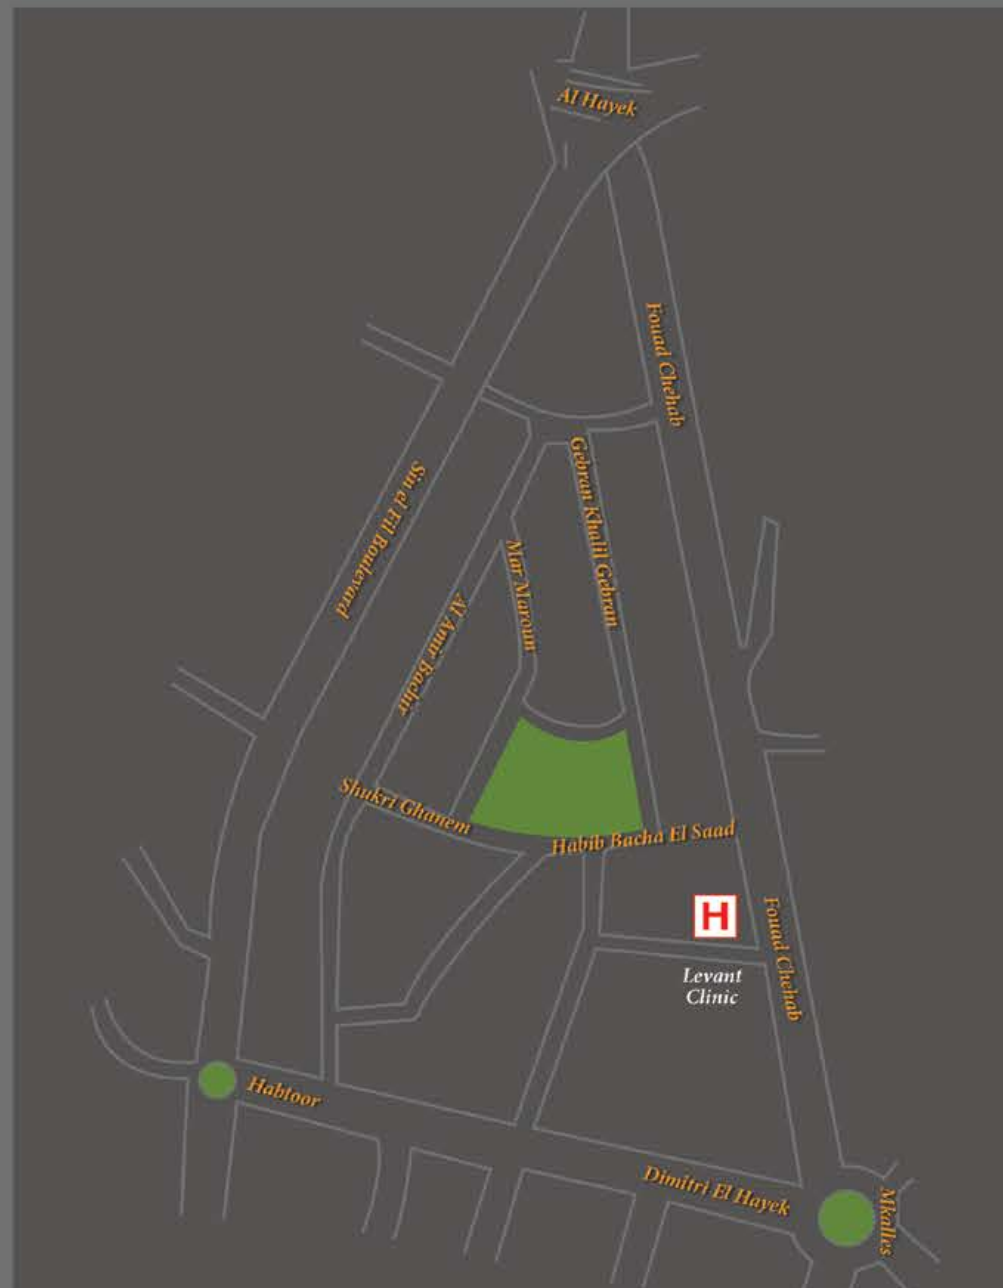 Al Hayek
Fouad Chehab
Gebran Khalil Gebran
Sin el Fil Boulevard
Mar Maroun
Al Amir Bachir
Shukri Ghanem
Habib Bacha El Saad
H
Fouad Chehab
Levant
Clinic
Habtoor
Dimitri El Hayek
Mkalles